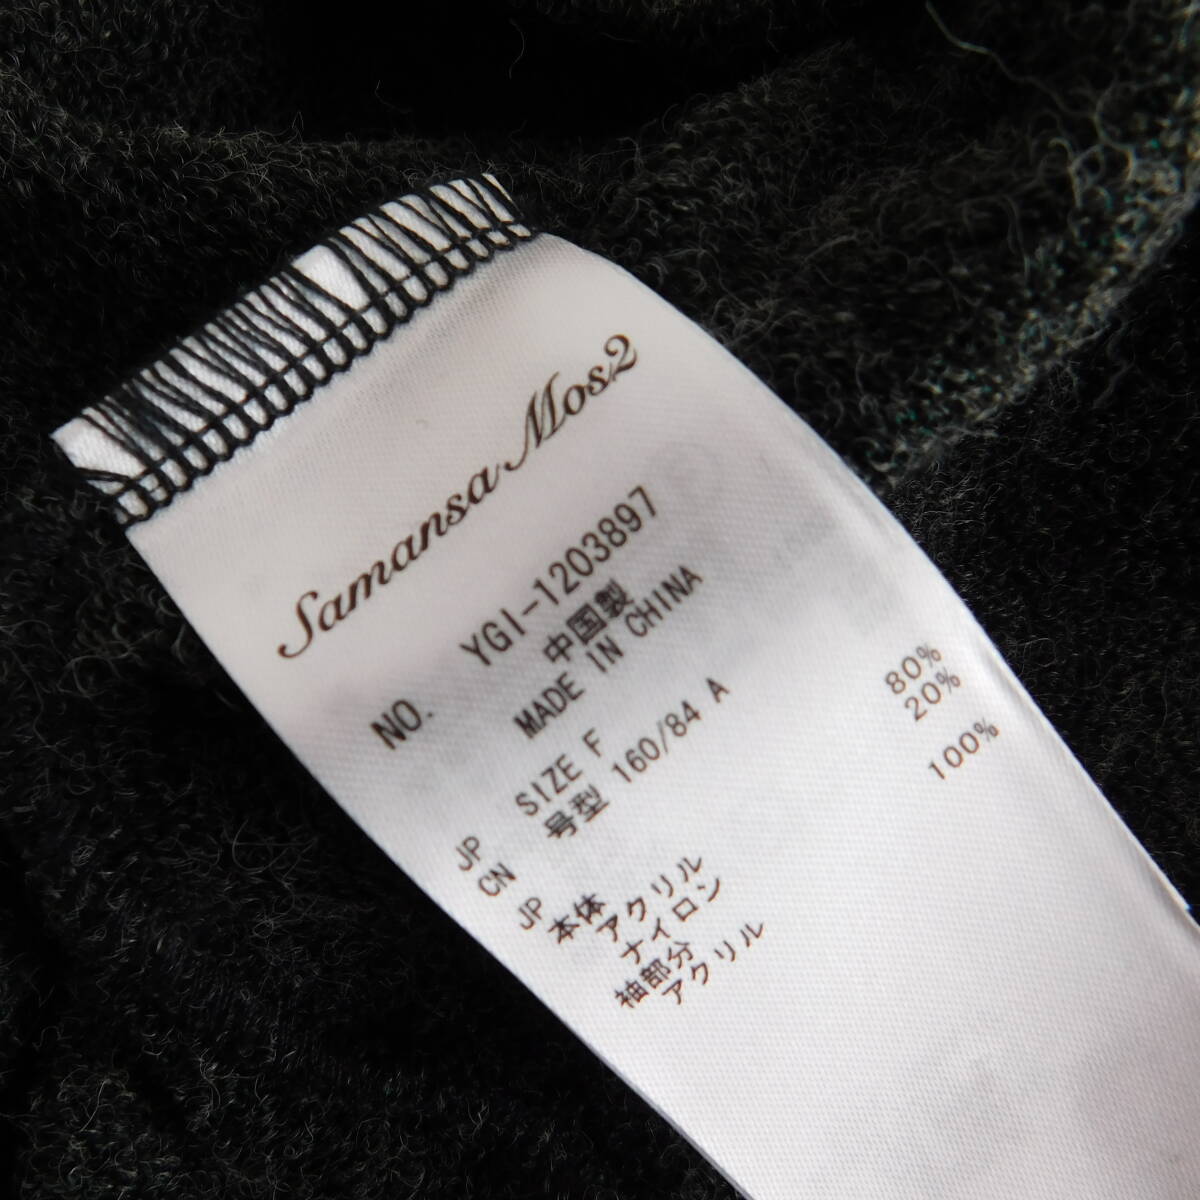 Samansa Mos2
NO. YGI-1203897
中国製
MADE IN CHINA
JP SIZE F
CN 号型 160/84 A
JP 本体
アクリル 80%
ナイロン 20%
袖部分
アクリル 100%